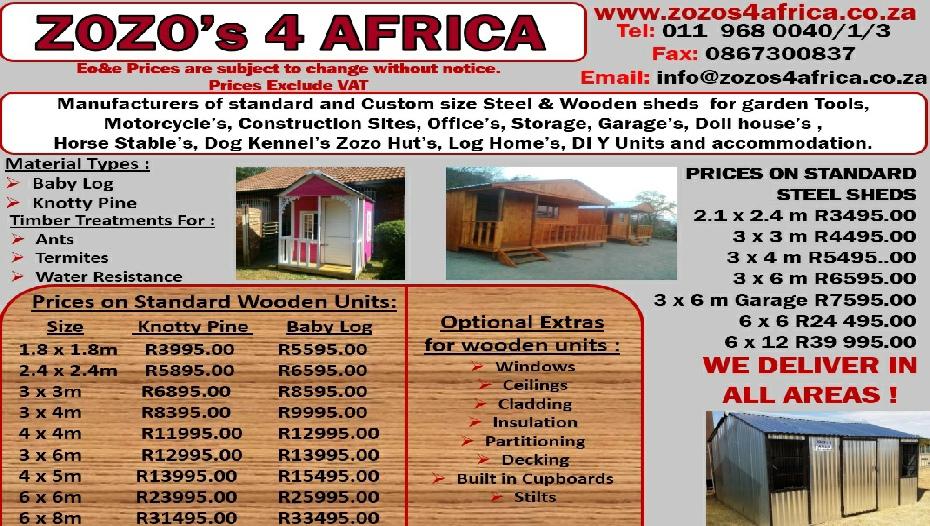 ZOZO's 4 AFRICA
Eo&e Prices are subject to change without notice.
Prices Exclude VAT
www.zozos4africa.co.za
Tel: 011 968 0040/1/3
Fax: 0867300837
Email: info@zozos4africa.co.za
Manufacturers of standard and Custom size Steel & Wooden sheds for garden Tools,
Motorcycle's, Construction Sites, Office's, Storage, Garage's, Doll house's ,
Horse Stable's, Dog Kennel's Zozo Hut's, Log Home's, DI Y Units and accommodation.
Material Types :
Baby Log
Knotty Pine
Timber Treatments For :
Ants
Termites
Water Resistance
PRICES ON STANDARD
STEEL SHEDS
2.1 x 2.4 m R3495.00
3 x 3 m R4495.00
3 x 4 m R5495..00
3 x 6 m R6595.00
3 x 6 m Garage R7595.00
6 x 6 R24 495.00
6 x 12 R39 995.00
WE DELIVER IN
ALL AREAS !
Prices on Standard Wooden Units:
Size Knotty Pine Baby Log
1.8 x 1.8m R3995.00 R5595.00
2.4 x 2.4m R5895.00 R6595.00
3 x 3m R6895.00 R8595.00
3 x 4m R8395.00 R9995.00
4 x 4m R11995.00 R12995.00
3 x 6m R12995.00 R13995.00
4 x 5m R13995.00 R15495.00
6 x 6m R23995.00 R25995.00
6 x 8m R31495.00 R33495.00
Optional Extras
for wooden units :
Windows
Ceilings
Cladding
Insulation
Partitioning
Decking
Built in Cupboards
Stilts